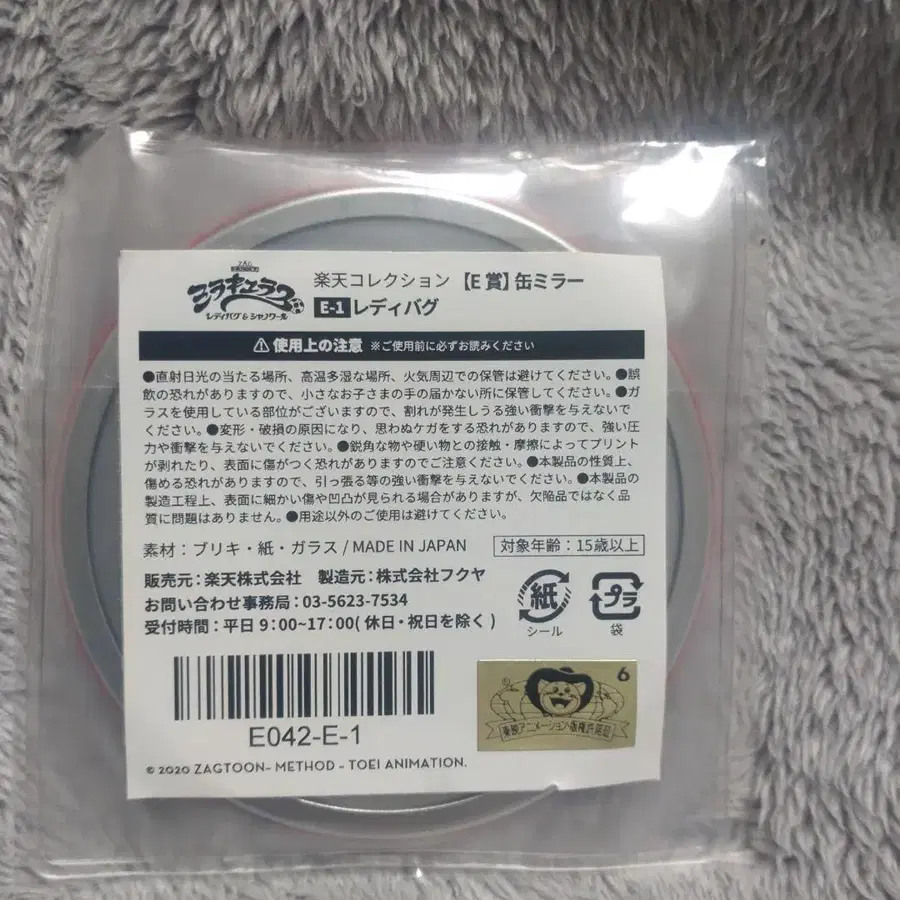 ZAG
ミラキュラス
レディバグ&シャノワール
楽天コレクション 【E 賞】缶ミラー
E-1 レディバグ
⚠ 使用上の注意 ※ご使用前に必ずお読みください
●直射日光の当たる場所、高温多湿な場所、火気周辺での保管は避けてください。●誤
飲の恐れがありますので、小さなお子さまの手の届かない所に保管してください。●ガ
ラスを使用している部位がございますので、割れが発生しうる強い衝撃を与えないで
ください。●変形・破損の原因になり、思わぬケガをする恐れがありますので、強い圧
力や衝撃を与えないでください。●鋭角な物や硬い物との接触・摩擦によってプリント
が剥れたり、表面に傷がつく恐れがありますのでご注意ください。●本製品の性質上、
傷める恐れがありますので、引っ張る等の強い衝撃を与えないでください。●本製品の
製造工程上、表面に細かい傷や凹凸が見られる場合がありますが、欠陥品ではなく品
質に問題はありません。●用途以外のご使用は避けてください。
素材：ブリキ・紙・ガラス / MADE IN JAPAN 対象年齢：15歳以上
販売元：楽天株式会社 製造元：株式会社フクヤ
お問い合わせ事務局：03-5623-7534
受付時間：平日 9：00~17：00( 休日・祝日を除く )
紙
シール
プラ
袋
E042-E-1
6
東映アニメーション・版権許諾証
© 2020 ZAGTOON- METHOD - TOEI ANIMATION.